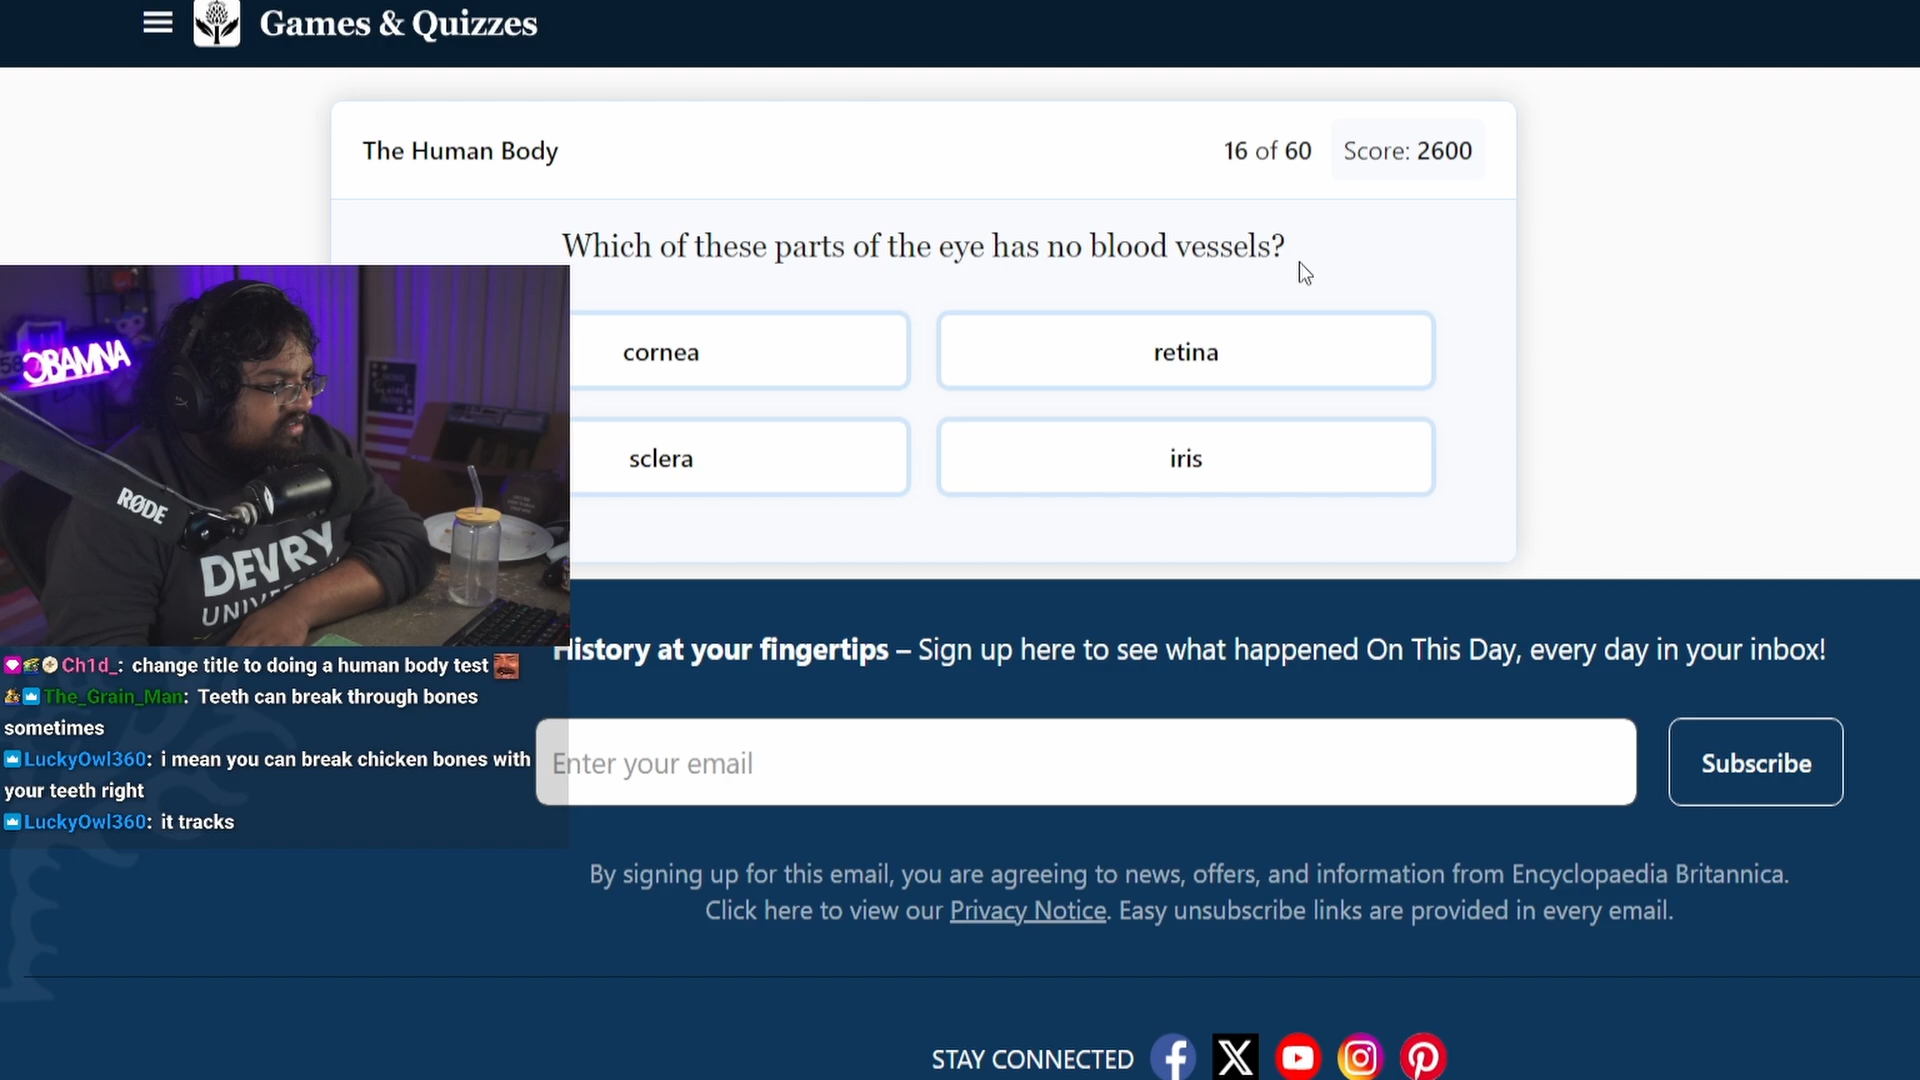 Games & Quizzes
The Human Body
16 of 60
Score: 2600
Which of these parts of the eye has no blood vessels?
cornea
retina
sclera
iris
OBAMNA
RØDE
DEVRY
Ch1d_: change title to doing a human body test
The_Grain_Man: Teeth can break through bones
sometimes
LuckyOwl360: i mean you can break chicken bones with
your teeth right
LuckyOwl360: it tracks
History at your fingertips – Sign up here to see what happened On This Day, every day in your inbox!
Enter your email
Subscribe
By signing up for this email, you are agreeing to news, offers, and information from Encyclopaedia Britannica.
Click here to view our Privacy Notice. Easy unsubscribe links are provided in every email.
STAY CONNECTED